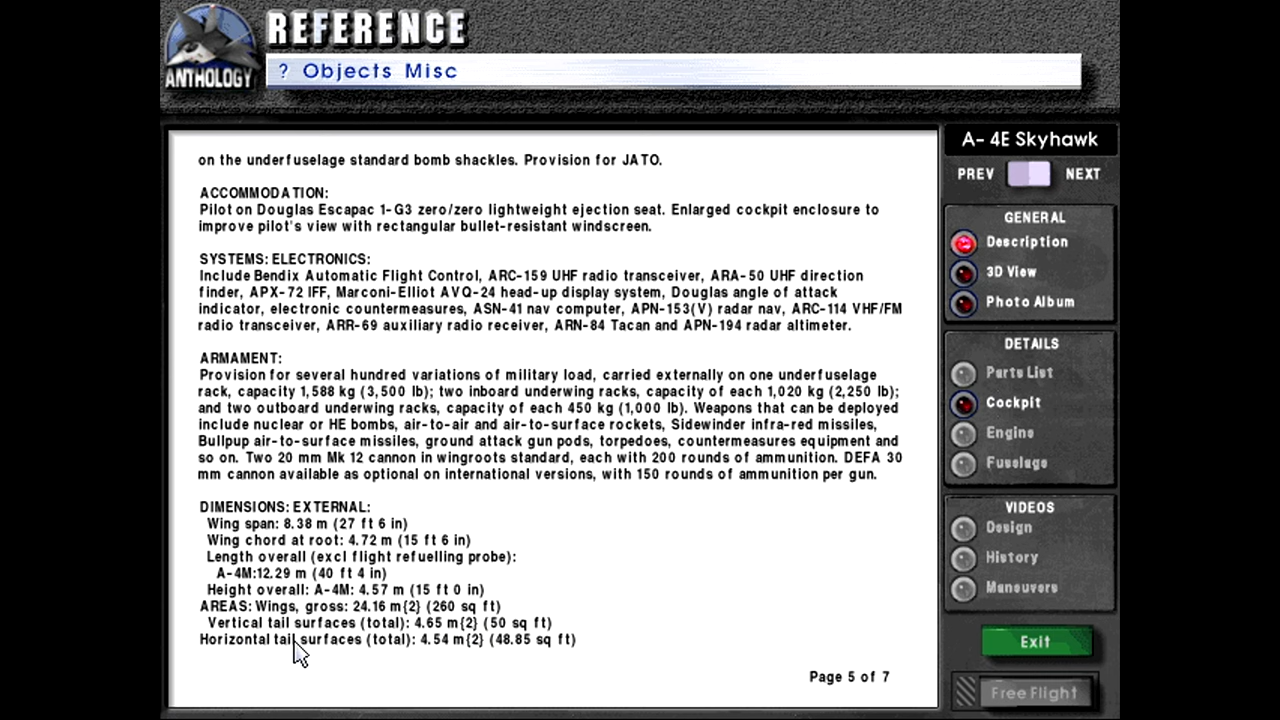 REFERENCE
ANTHOLOGY
? Objects Misc
on the underfuselage standard bomb shackles. Provision for JATO.
ACCOMMODATION:
Pilot on Douglas Escapac 1-G3 zero/zero lightweight ejection seat. Enlarged cockpit enclosure to
improve pilot's view with rectangular bullet-resistant windscreen.
SYSTEMS: ELECTRONICS:
Include Bendix Automatic Flight Control, ARC-159 UHF radio transceiver, ARA-50 UHF direction
finder, APX-72 IFF, Marconi-Elliot AVQ-24 head-up display system, Douglas angle of attack
indicator, electronic countermeasures, ASN-41 nav computer, APN-153(V) radar nav, ARC-114 VHF/FM
radio transceiver, ARR-69 auxiliary radio receiver, ARN-84 Tacan and APN-194 radar altimeter.
ARMAMENT:
Provision for several hundred variations of military load, carried externally on one underfuselage
rack, capacity 1,588 kg (3,500 lb); two inboard underwing racks, capacity of each 1,020 kg (2,250 lb);
and two outboard underwing racks, capacity of each 450 kg (1,000 lb). Weapons that can be deployed
include nuclear or HE bombs, air-to-air and air-to-surface rockets, Sidewinder infra-red missiles,
Bullpup air-to-surface missiles, ground attack gun pods, torpedoes, countermeasures equipment and
so on. Two 20 mm Mk 12 cannon in wingroots standard, each with 200 rounds of ammunition. DEFA 30
mm cannon available as optional on international versions, with 150 rounds of ammunition per gun.
DIMENSIONS: EXTERNAL:
Wing span: 8.38 m (27 ft 6 in)
Wing chord at root: 4.72 m (15 ft 6 in)
Length overall (excl flight refuelling probe):
A-4M:12.29 m (40 ft 4 in)
Height overall: A-4M: 4.57 m (15 ft 0 in)
AREAS: Wings, gross: 24.16 m{2} (260 sq ft)
Vertical tail surfaces (total): 4.65 m{2} (50 sq ft)
Horizontal tail surfaces (total): 4.54 m{2} (48.85 sq ft)
Page 5 of 7
A- 4E Skyhawk
PREV NEXT
GENERAL
Description
3D View
Photo Album
DETAILS
Parts List
Cockpit
Engine
Fuselage
VIDEOS
Design
History
Maneuvers
Exit
Free Flight